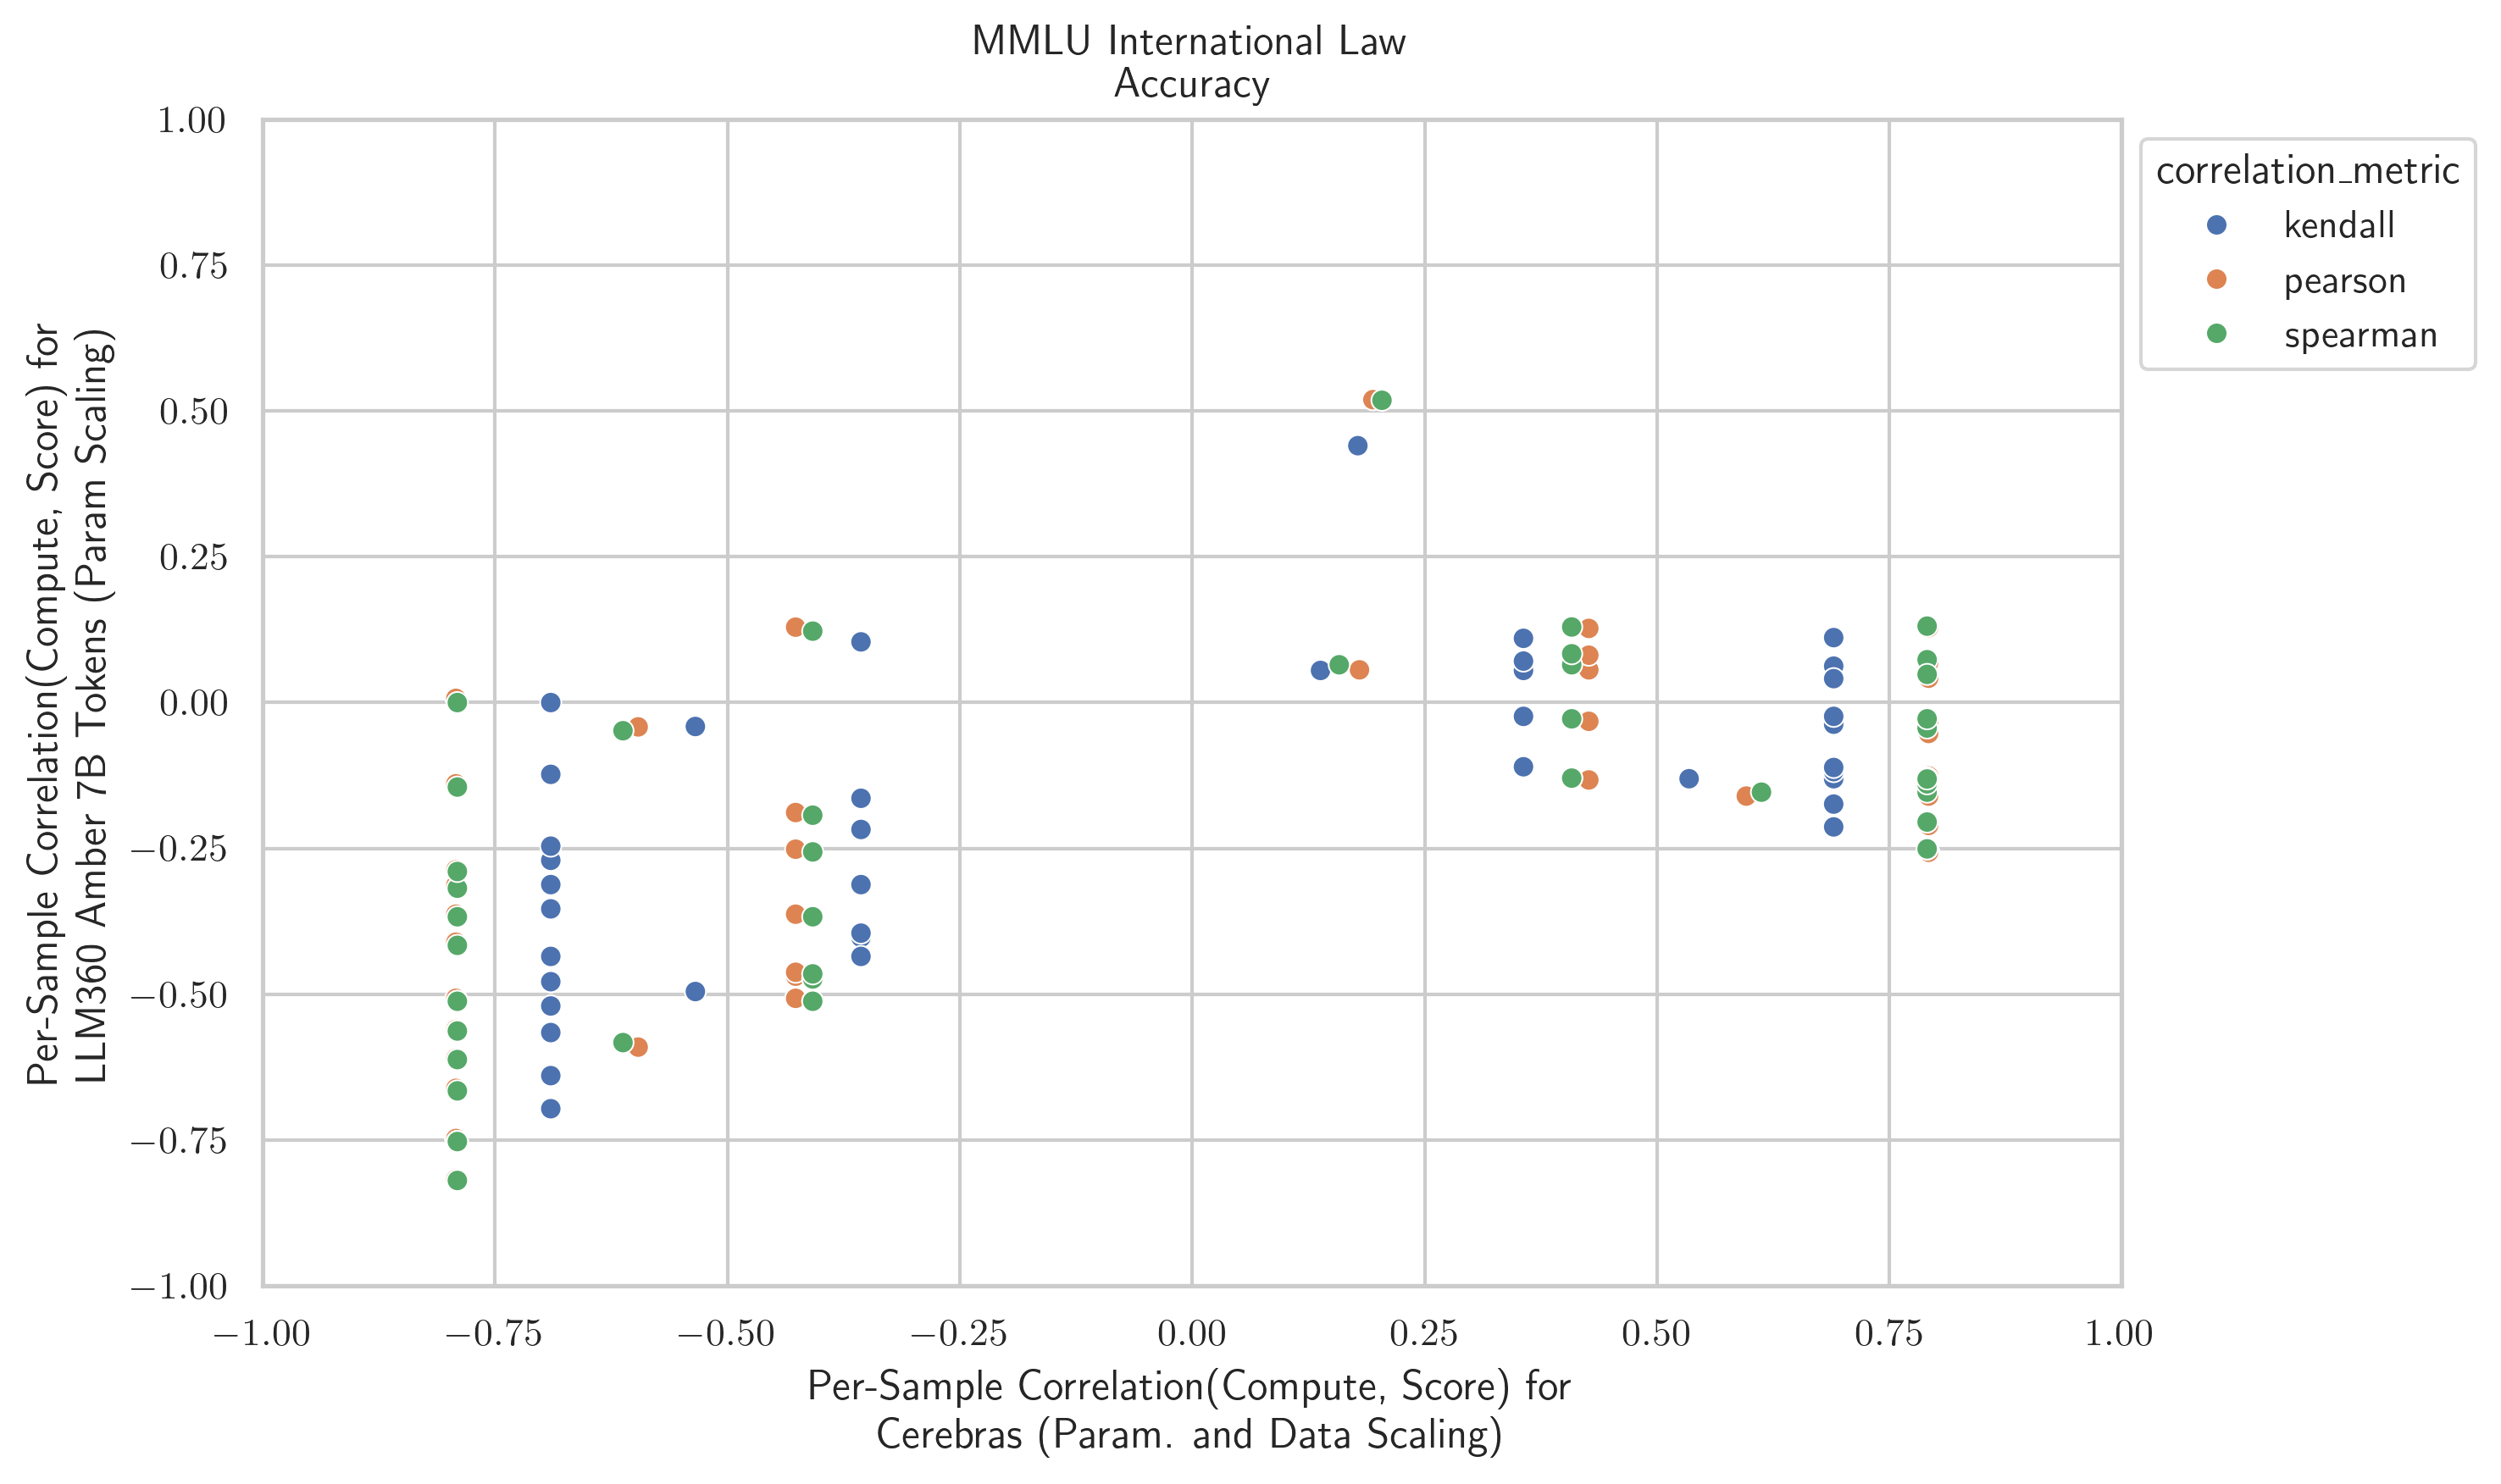 MMLU International Law
Accuracy
1.00
0.75
0.50
0.25
0.00
−0.25
−0.50
−0.75
−1.00
Per-Sample Correlation(Compute, Score) for
LLM360 Amber 7B Tokens (Param Scaling)
correlation_metric
kendall
pearson
spearman
−1.00 −0.75 −0.50 −0.25 0.00 0.25 0.50 0.75 1.00
Per-Sample Correlation(Compute, Score) for
Cerebras (Param. and Data Scaling)